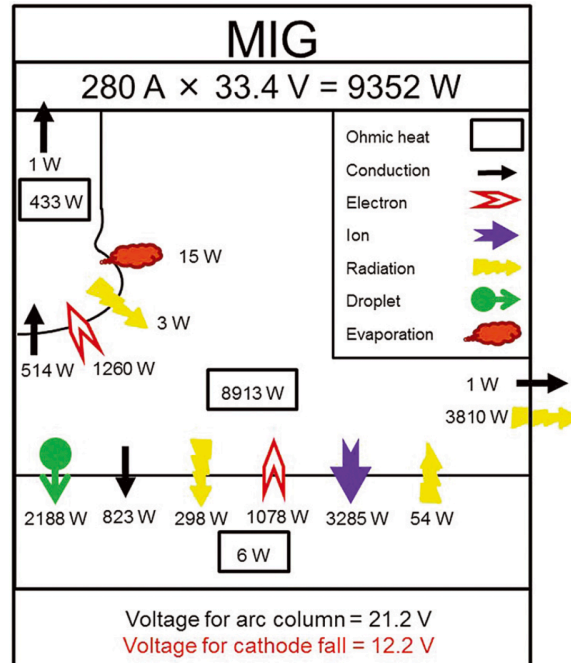 MIG
280 A × 33.4 V = 9352 W
1 W
433 W
15 W
3 W
514 W
1260 W
Ohmic heat
Conduction
Electron
Ion
Radiation
Droplet
Evaporation
8913 W
1 W
3810 W
2188 W
823 W
298 W
1078 W
3285 W
54 W
6 W
Voltage for arc column = 21.2 V
Voltage for cathode fall = 12.2 V